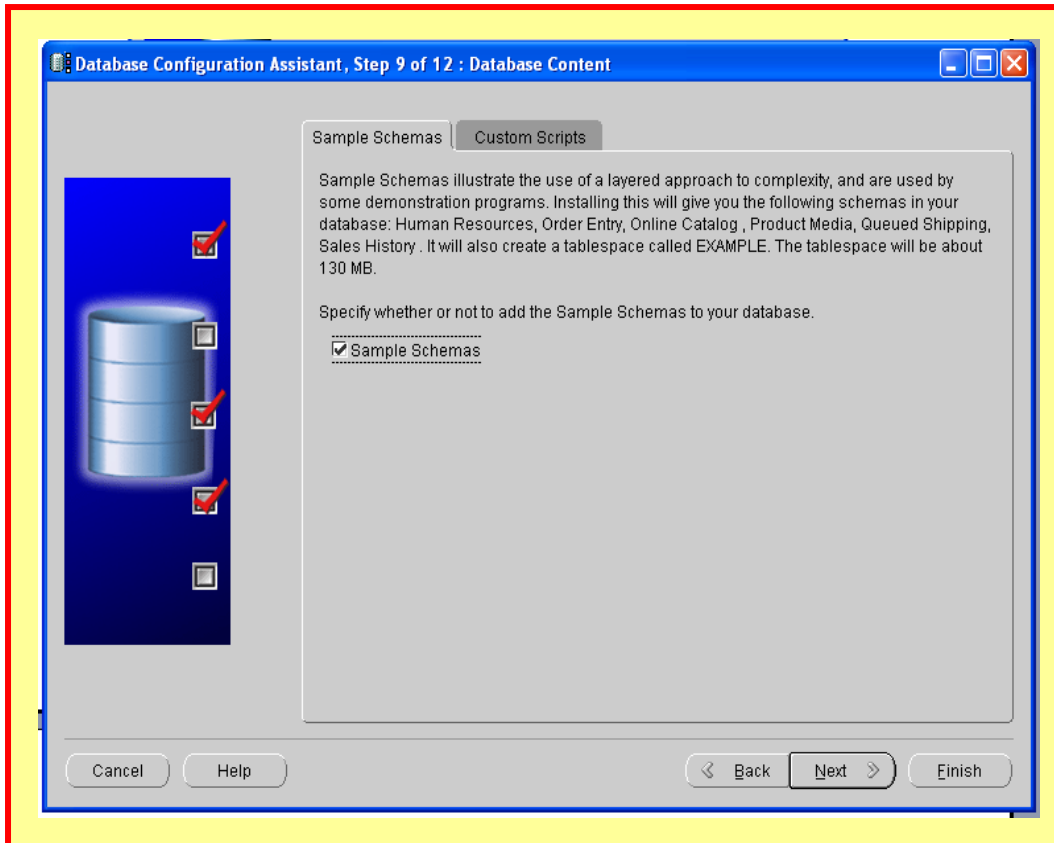 Database Configuration Assistant, Step 9 of 12 : Database Content
Sample Schemas
Custom Scripts
Sample Schemas illustrate the use of a layered approach to complexity, and are used by
some demonstration programs. Installing this will give you the following schemas in your
database: Human Resources, Order Entry, Online Catalog , Product Media, Queued Shipping,
Sales History . It will also create a tablespace called EXAMPLE. The tablespace will be about
130 MB.
Specify whether or not to add the Sample Schemas to your database.
Sample Schemas
Cancel
Help
Back
Next
Finish